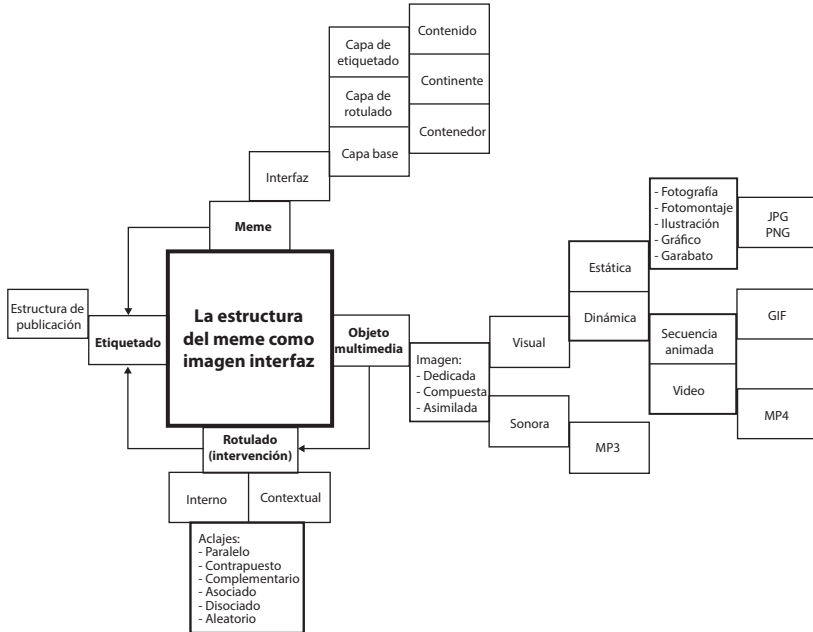 Contenido
Capa de
etiquetado
Continente
Capa de
rotulado
Contenedor
Capa base
Interfaz
Meme
- Fotografía
- Fotomontaje
- Ilustración
- Gráfico
- Garabato
JPG
PNG
Estática
Dinámica
GIF
Secuencia
animada
Video
MP4
Estructura de
publicación
Etiquetado
La estructura
del meme como
imagen interfaz
Objeto
multimedia
Imagen:
- Dedicada
- Compuesta
- Asimilada
Visual
Sonora
MP3
Rotulado
(intervención)
Interno
Contextual
Aclajes:
- Paralelo
- Contrapuesto
- Complementario
- Asociado
- Disociado
- Aleatorio